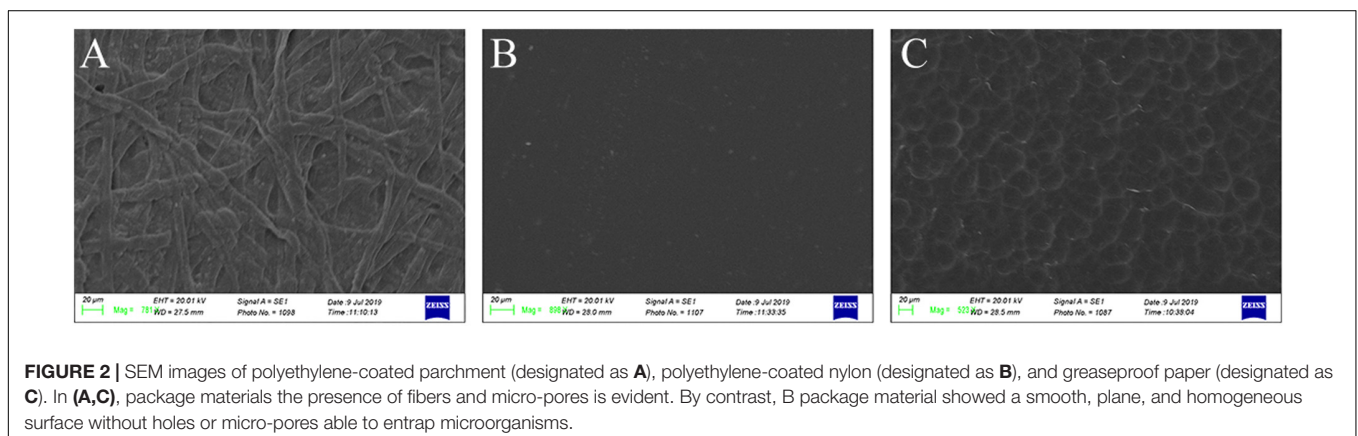 A
B
C
20 µm
EHT = 20.01 kV
Signal A = SE1
Date :9 Jul 2019
ZEISS
Mag =
WD = 27.5 mm
Photo No. = 1098
Time :11:10:13
20 µm
EHT = 20.01 kV
Signal A = SE1
Date :9 Jul 2019
ZEISS
Mag =
WD = 28.0 mm
Photo No. = 1107
Time :11:33:35
20 µm
EHT = 20.01 kV
Signal A = SE1
Date :9 Jul 2019
ZEISS
Mag =
WD = 28.5 mm
Photo No. = 1087
Time :10:38:04
FIGURE 2 | SEM images of polyethylene-coated parchment (designated as A), polyethylene-coated nylon (designated as B), and greaseproof paper (designated as
C). In (A,C), package materials the presence of fibers and micro-pores is evident. By contrast, B package material showed a smooth, plane, and homogeneous
surface without holes or micro-pores able to entrap microorganisms.